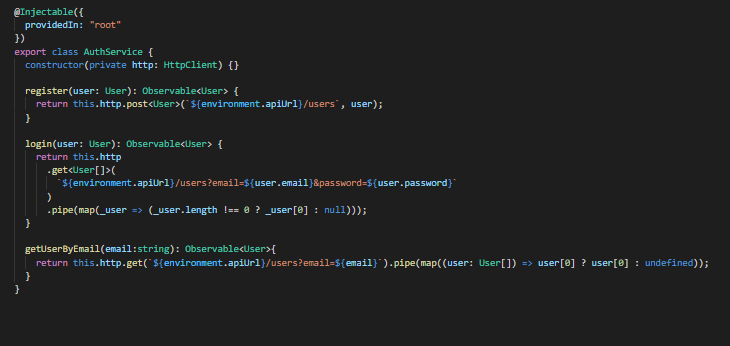 @Injectable({
  providedIn: "root"
})
export class AuthService {
  constructor(private http: HttpClient) {}

  register(user: User): Observable<User> {
    return this.http.post<User>(`${environment.apiUrl}/users`, user);
  }

  login(user: User): Observable<User> {
    return this.http
      .get<User[]>(
        `${environment.apiUrl}/users?email=${user.email}&password=${user.password}`
      )
      .pipe(map(_user => (_user.length !== 0 ? _user[0] : null)));
  }

  getUserByEmail(email:string): Observable<User>{
    return this.http.get(`${environment.apiUrl}/users?email=${email}`).pipe(map((user: User[]) => user[0] ? user[0] : undefined));
  }
}